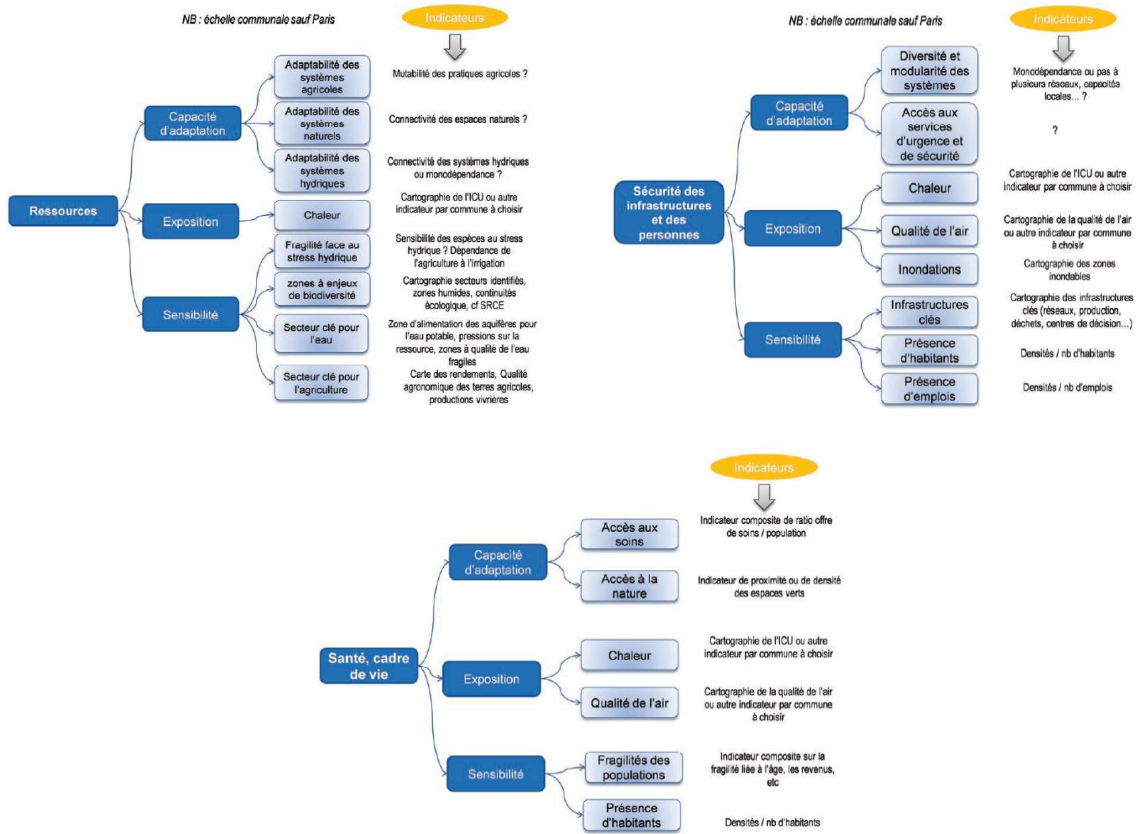 NB : échelle communale sauf Paris
Indicateurs
Ressources
Capacité
d'adaptation
Adaptabilité des
systèmes
agricoles
Mutabilité des pratiques agricoles ?
Adaptabilité des
systèmes
naturels
Connectivité des espaces naturels ?
Adaptabilité des
systèmes
hydriques
Connectivité des systèmes hydriques
ou monodépendance ?
Exposition
Chaleur
Cartographie de l'ICU ou autre
indicateur par commune à choisir
Sensibilité
Fragilité face au
stress hydrique
Sensibilité des espèces au stress
hydrique ? Dépendance de
l'agriculture à l'irrigation
zones à enjeux
de biodiversité
Cartographie secteurs identifiés,
zones humides, continuités
écologique, cf SRCE
Secteur clé pour
l'eau
Zone d'alimentation des aquifères pour
l'eau potable, pressions sur la
ressource, zones à qualité de l'eau
fragiles
Secteur clé pour
l'agriculture
Carte des rendements, Qualité
agronomique des terres agricoles,
productions vivrières
NB : échelle communale sauf Paris
Indicateurs
Sécurité des
infrastructures
et des
personnes
Capacité
d'adaptation
Diversité et
modularité des
systèmes
Monodépendance ou pas à
plusieurs réseaux, capacités
locales... ?
Accès aux
services
d'urgence et
de sécurité
?
Exposition
Chaleur
Cartographie de l'ICU ou autre
indicateur par commune à choisir
Qualité de l'air
Cartographie de la qualité de l'air
ou autre indicateur par commune
à choisir
Inondations
Cartographie des zones
inondables
Sensibilité
Infrastructures
clés
Cartographie des infrastructures
clés (réseaux, production,
déchets, centres de décision...)
Présence
d'habitants
Densités / nb d'habitants
Présence
d'emplois
Densités / nb d'emplois
Indicateurs
Santé, cadre
de vie
Capacité
d'adaptation
Accès aux
soins
Indicateur composite de ratio offre
de soins / population
Accès à la
nature
Indicateur de proximité ou de densité
des espaces verts
Exposition
Chaleur
Cartographie de l'ICU ou autre
indicateur par commune à choisir
Qualité de l'air
Cartographie de la qualité de l'air
ou autre indicateur par commune
à choisir
Sensibilité
Fragilités des
populations
Indicateur composite sur la
fragilité liée à l'âge, les revenus,
etc
Présence
d'habitants
Densités / nb d'habitants